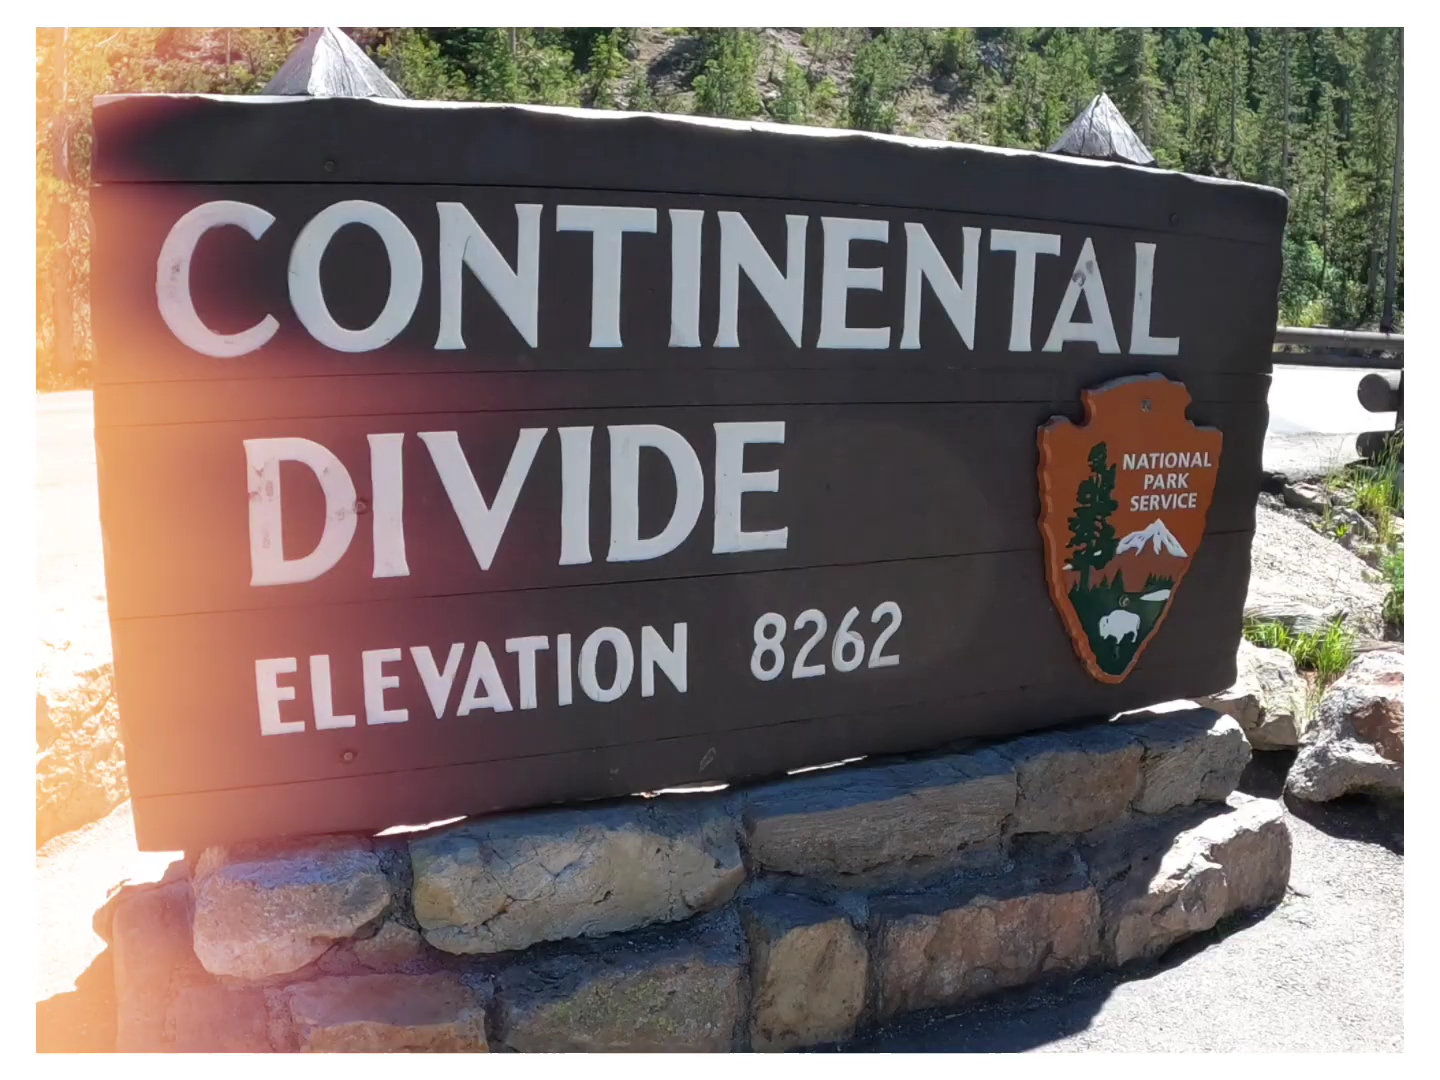 CONTINENTAL
DIVIDE
ELEVATION 8262
NATIONAL
PARK
SERVICE